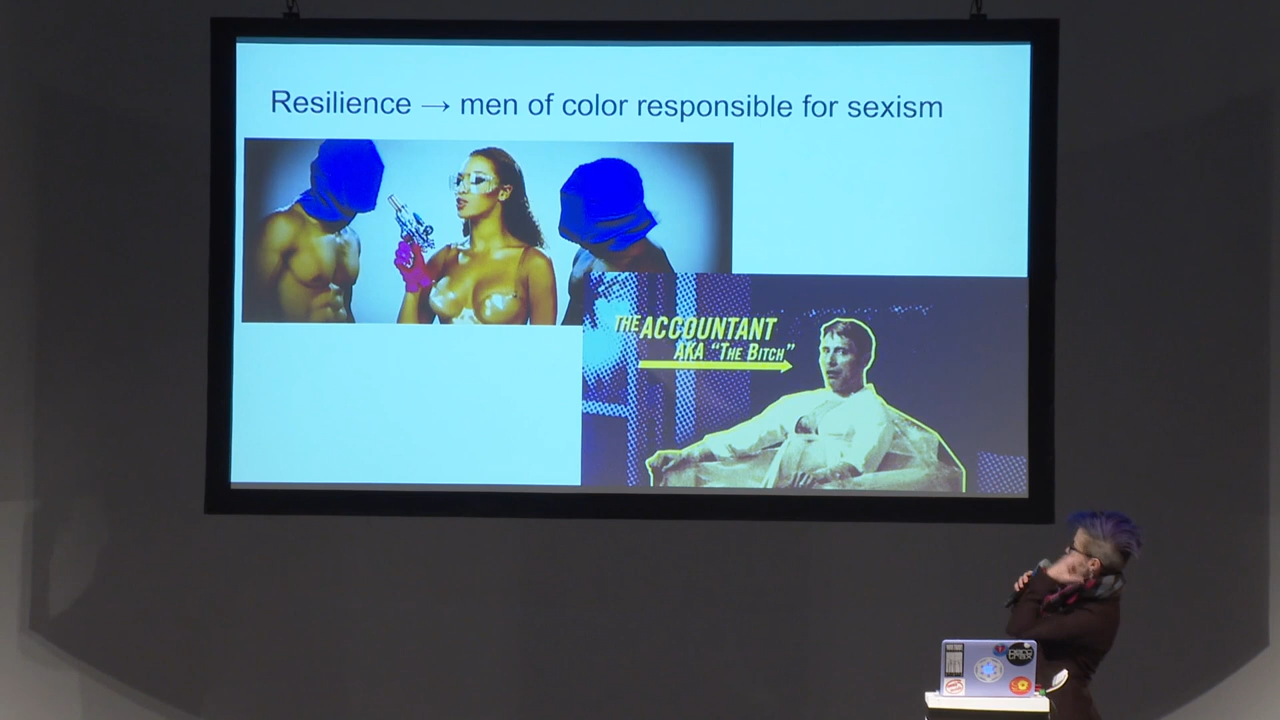 Resilience → men of color responsible for sexism
THE ACCOUNTANT
AKA "THE BITCH"